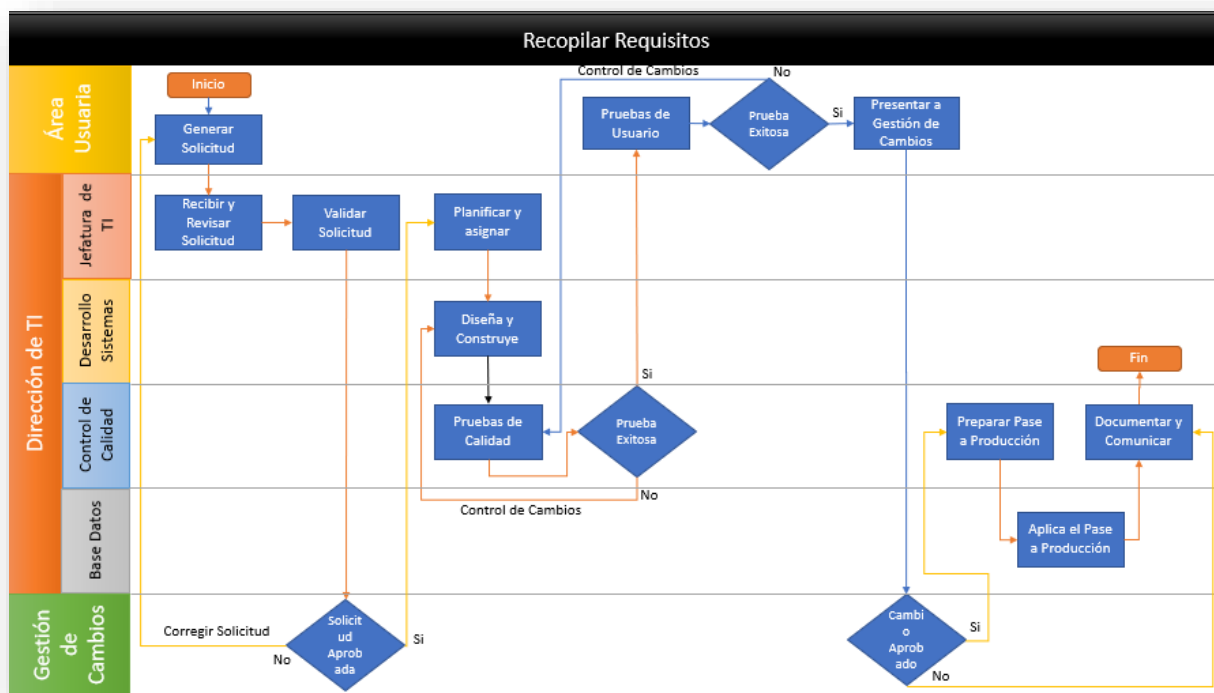 Recopilar Requisitos
Área
Usuaria
Inicio
Generar
Solicitud
Control de Cambios
No
Pruebas de
Usuario
Prueba
Exitosa
Si
Presentar a
Gestión de
Cambios
Dirección de TI
Jefatura de
TI
Recibir y
Revisar
Solicitud
Validar
Solicitud
Planificar y
asignar
Desarrollo
Sistemas
Diseña y
Construye
Fin
Control de
Calidad
Pruebas de
Calidad
Si
Prueba
Exitosa
No
Control de Cambios
Preparar Pase
a Producción
Documentar y
Comunicar
Base Datos
Aplica el Pase
a Producción
Gestión
de
Cambios
Corregir Solicitud
No
Solicit
ud
Aprob
ada
Si
Cambi
o Aprob
ado
Si
No